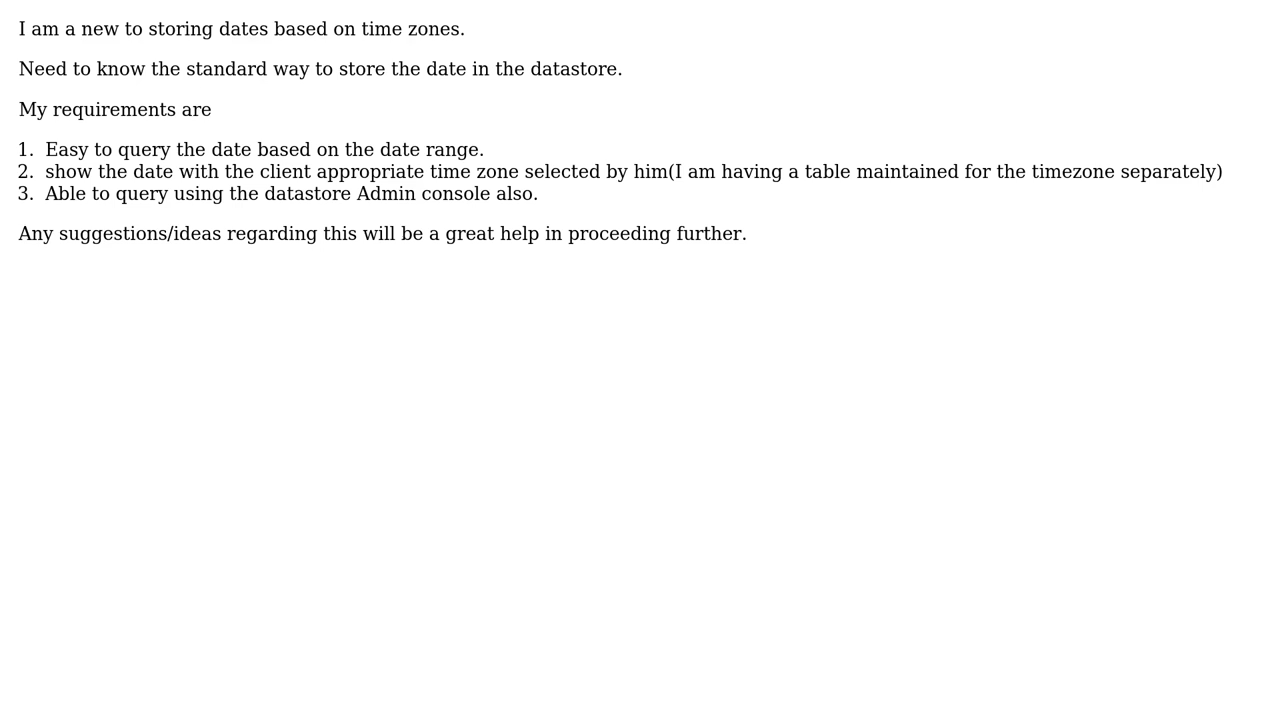 I am a new to storing dates based on time zones.
Need to know the standard way to store the date in the datastore.
My requirements are
1. Easy to query the date based on the date range.
2. show the date with the client appropriate time zone selected by him(I am having a table maintained for the timezone separately)
3. Able to query using the datastore Admin console also.
Any suggestions/ideas regarding this will be a great help in proceeding further.